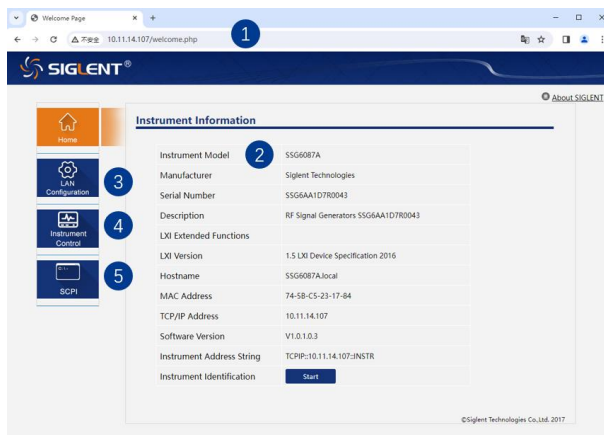 Welcome Page
不安全 10.11.14.107/welcome.php
1
SIGLENT®
About SIGLENT
Home
Instrument Information
Instrument Model 2 SSG6087A
Manufacturer Siglent Technologies
LAN
Configuration
3
Serial Number SSG6AA1D7R0043
Description RF Signal Generators SSG6AA1D7R0043
Instrument
Control
4
LXI Extended Functions
LXI Version 1.5 LXI Device Specification 2016
SCPI
5
Hostname SSG6087A.local
MAC Address 74-5B-C5-23-17-84
TCP/IP Address 10.11.14.107
Software Version V1.0.1.0.3
Instrument Address String TCPIP::10.11.14.107::INSTR
Instrument Identification Start
©Siglent Technologies Co.,Ltd. 2017